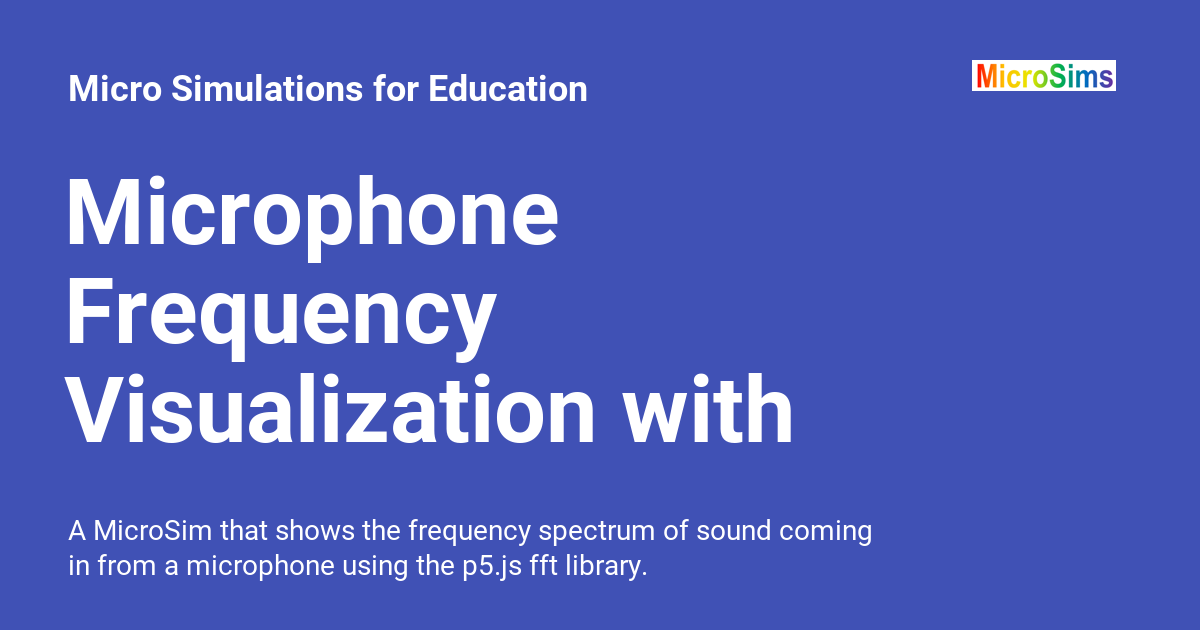 Micro Simulations for Education
MicroSims
Microphone
Frequency
Visualization with
A MicroSim that shows the frequency spectrum of sound coming
in from a microphone using the p5.js fft library.